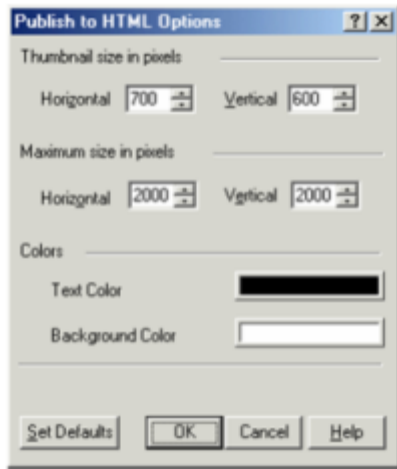 Publish to HTML Options
Thumbnail size in pixels
Horizontal 700 Vertical 600
Maximum size in pixels
Horizontal 2000 Vertical 2000
Colors
Text Color
Background Color
Set Defaults OK Cancel Help